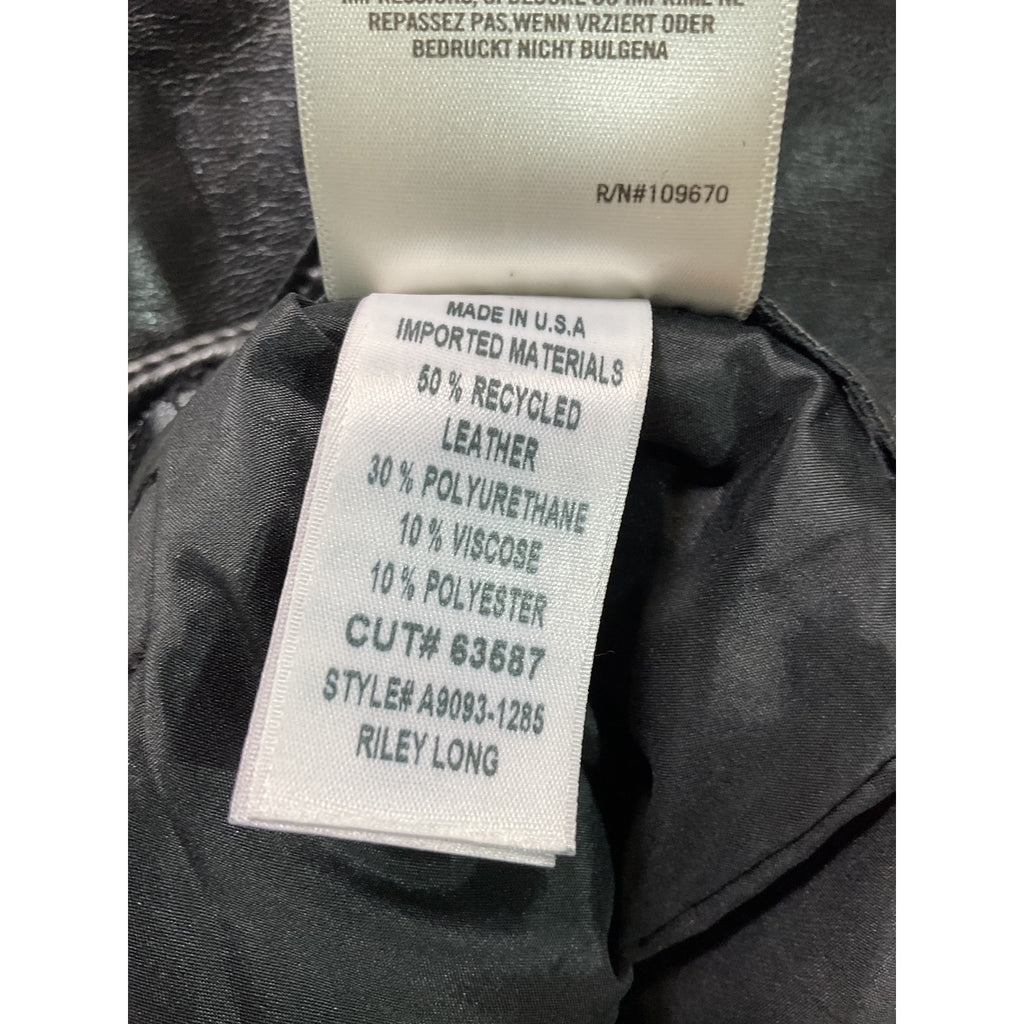 REPASSEZ PAS,WENN VRZIERT ODER
BEDRUCKT NICHT BULGENA
R/N#109670
MADE IN U.S.A
IMPORTED MATERIALS
50 % RECYCLED
LEATHER
30 % POLYURETHANE
10 % VISCOSE
10 % POLYESTER
CUT# 63687
STYLE# A9093-1285
RILEY LONG